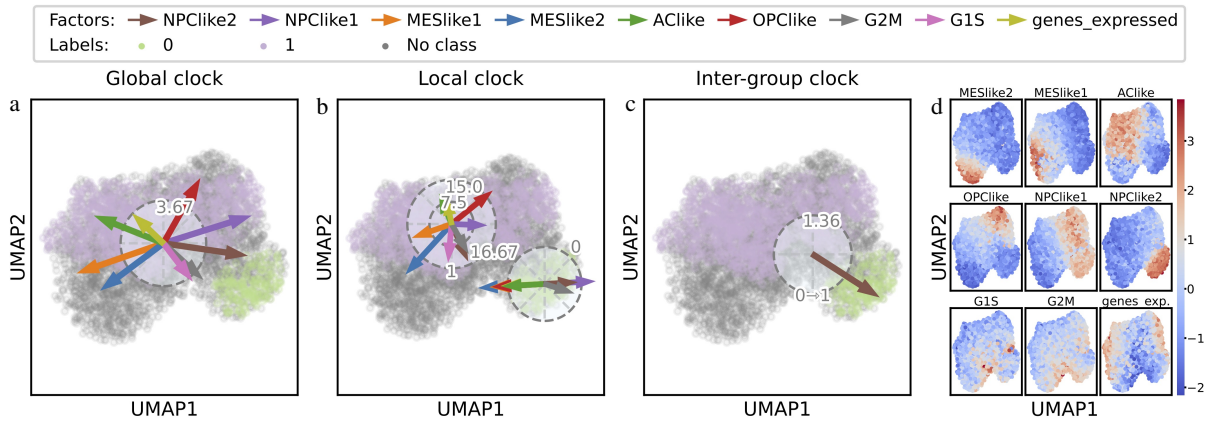 Factors: NPClike2 NPClike1 MESlike1 MESlike2 AClike OPClike G2M G1S genes_expressed
Labels: 0 1 No class
Global clock
Local clock
Inter-group clock
a
b
c
d
3.67
15.0
7.5
16.67
1
0
1.36
0→1
UMAP2
UMAP2
UMAP2
UMAP2
UMAP1
UMAP1
UMAP1
UMAP1
MESlike2 MESlike1 AClike
OPClike NPClike1 NPClike2
G1S G2M genes_exp.
3
2
1
0
−1
−2